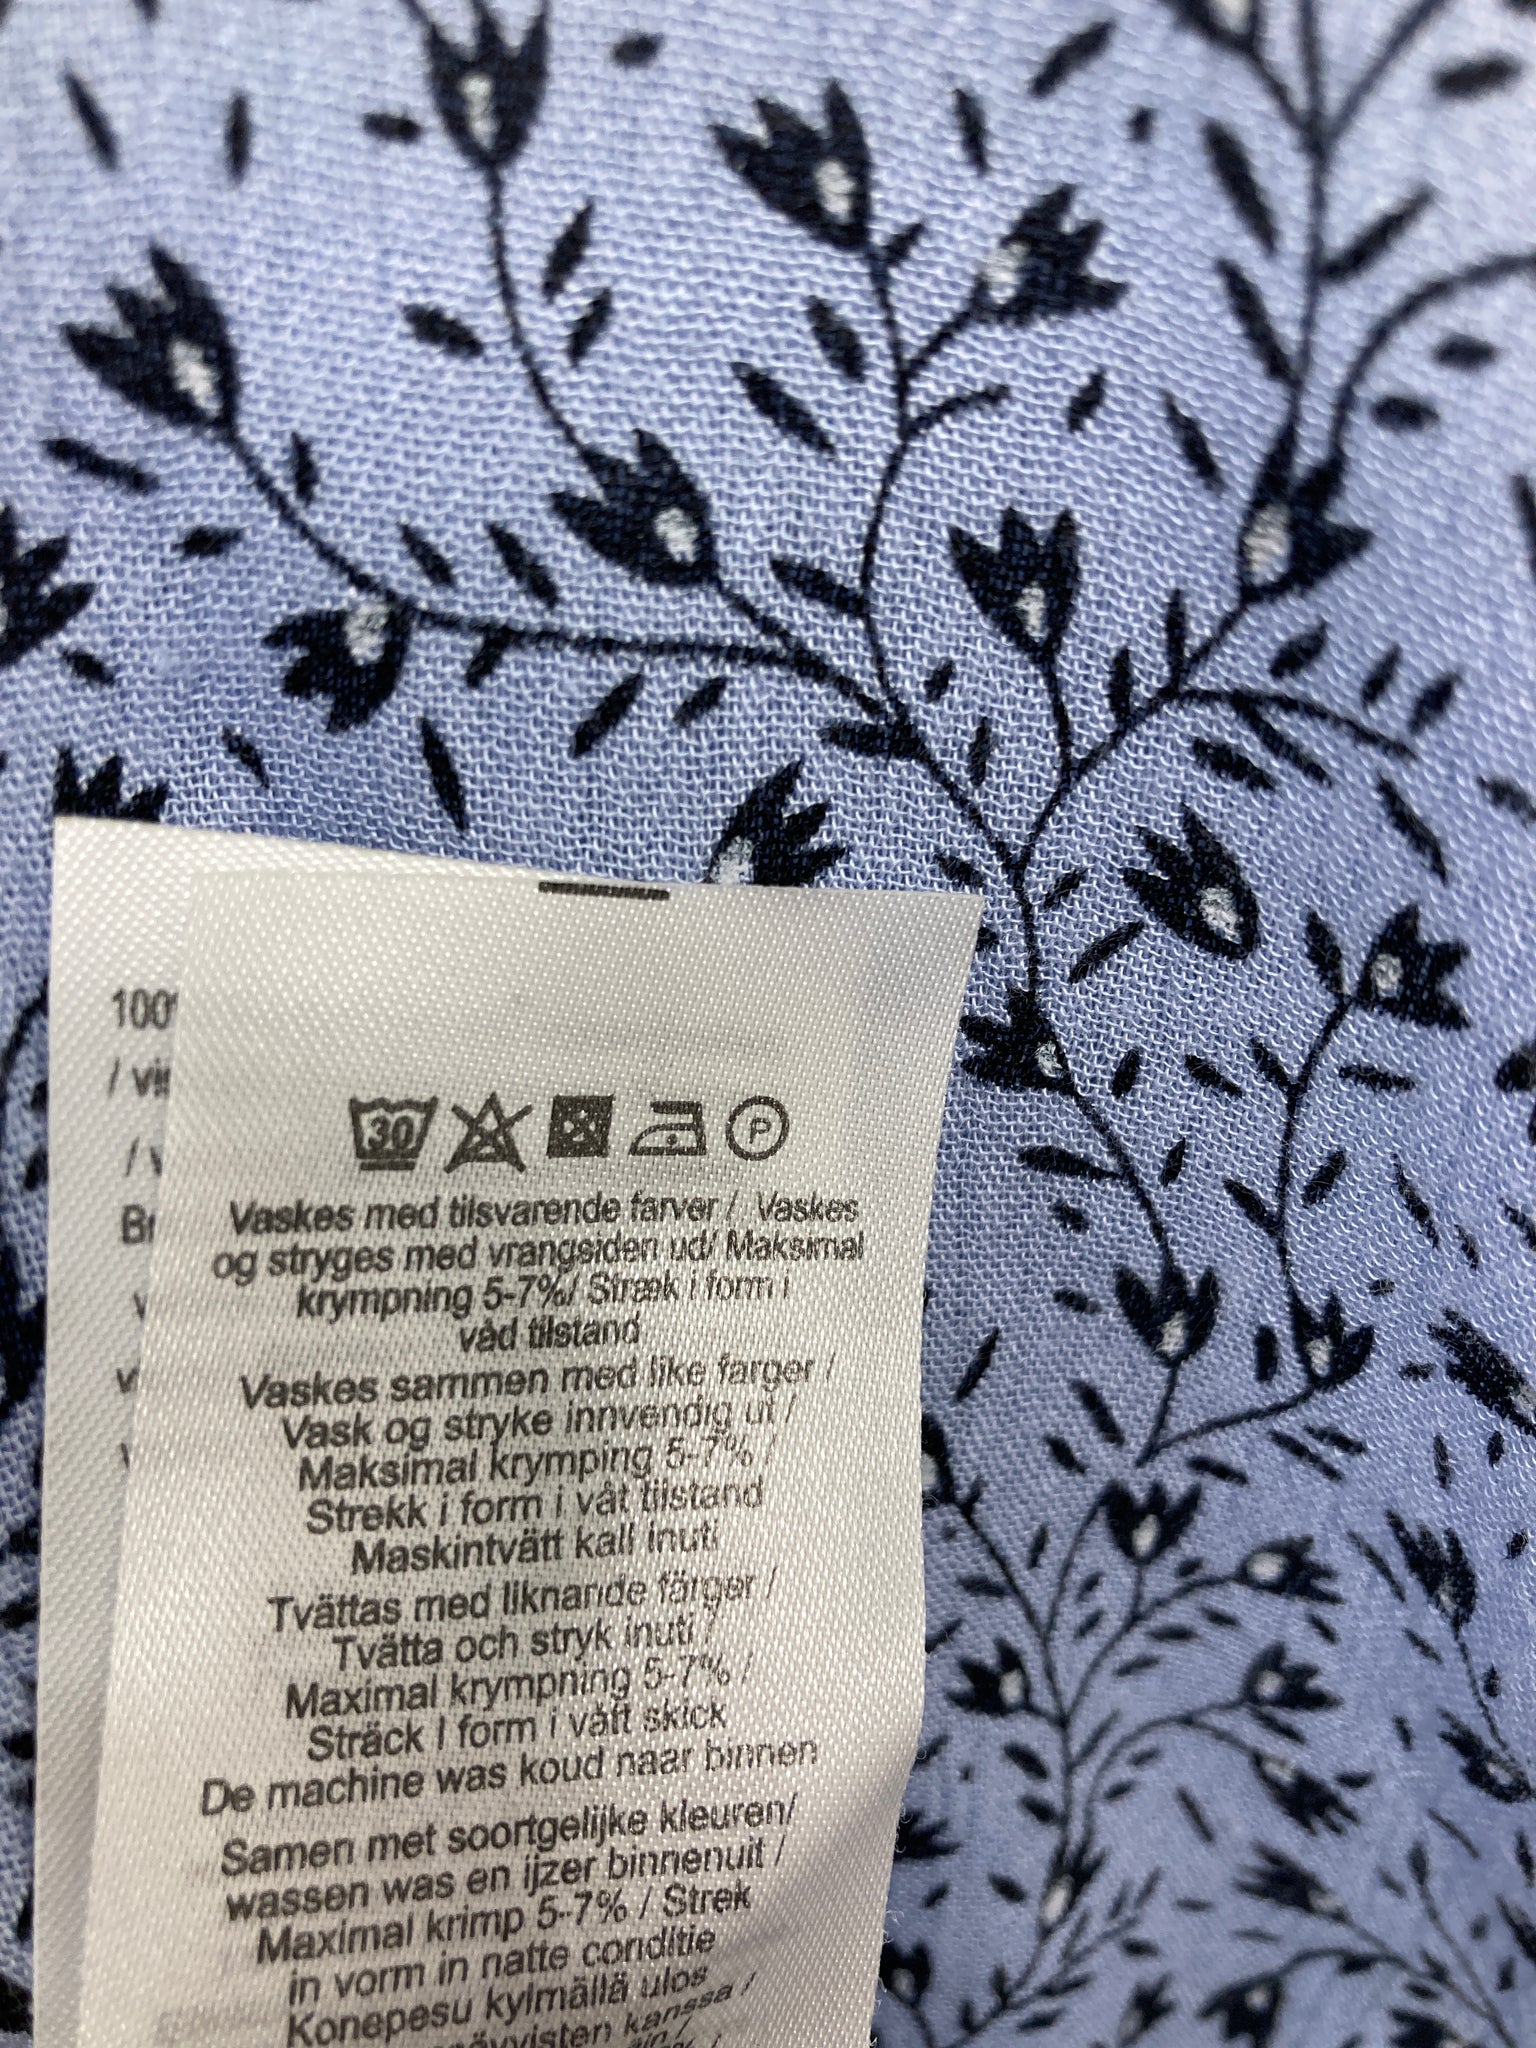 100%
/ vi
/ v
Br
30
P
Vaskes med tilsvarende farver / Vaskes
og stryges med vrangsiden ud/ Maksimal
krympning 5-7%/ Stræk i form i
våd tilstand
Vaskes sammen med like farger /
Vask og stryke innvendig ut /
Maksimal krymping 5-7% /
Strekk i form i våt tilstand
Maskintvätt kall inuti
Tvättas med liknande färger /
Tvätta och stryk inuti /
Maximal krympning 5-7% /
Sträck I form i vått skick
De machine was koud naar binnen
Samen met soortgelijke kleuren/
wassen was en ijzer binnenuit /
Maximal krimp 5-7% / Strek
in vorm in natte conditie
Konepesu kylmällä ulos
kanssa /